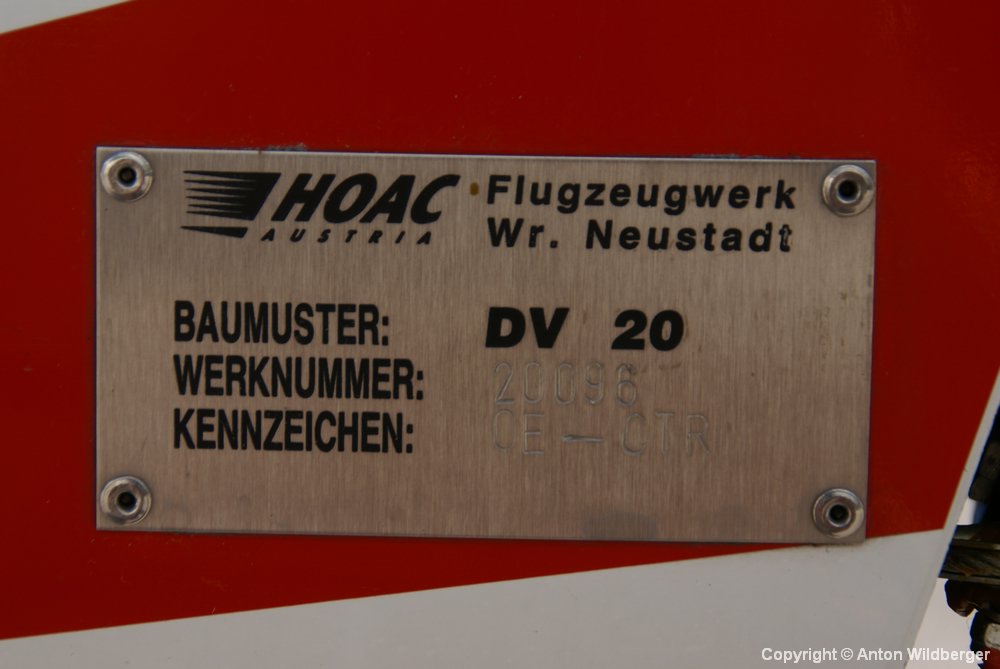 HOAC
AUSTRIA
Flugzeugwerk
Wr. Neustadt
BAUMUSTER: DV 20
WERKNUMMER: 20096
KENNZEICHEN: OE-CTR
Copyright © Anton Wildberger